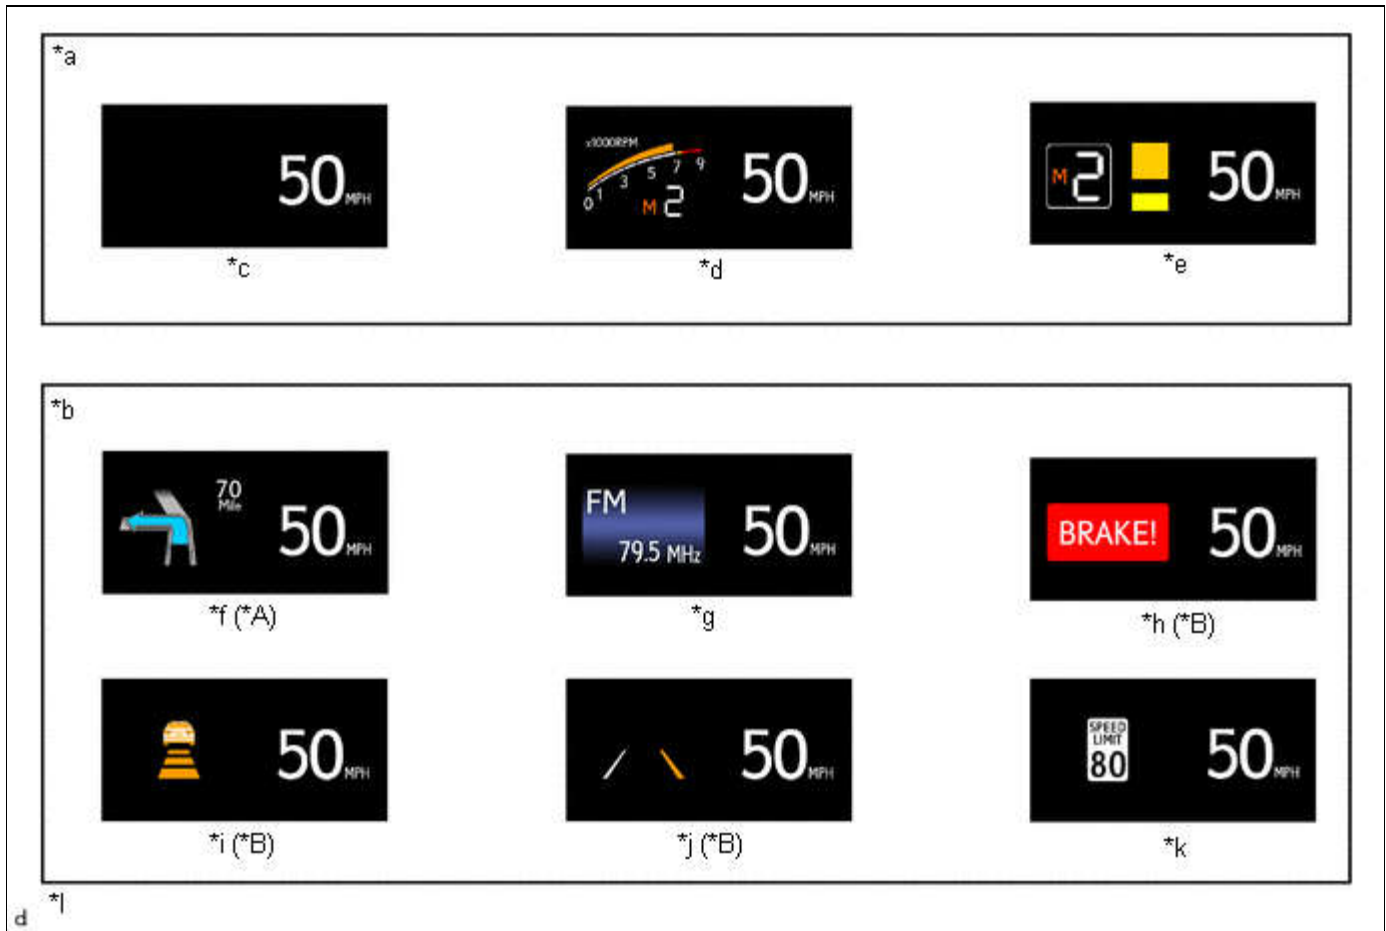 *a
50 MPH
x1000RPM
0 1 3 5 7 9
M 2
50 MPH
M 2
50 MPH
*c
*d
*e
*b
70
Mile
50 MPH
FM
79.5 MHz
50 MPH
BRAKE!
50 MPH
*f (*A)
*g
*h (*B)
50 MPH
50 MPH
SPEED
LIMIT
80
50 MPH
*i (*B)
*j (*B)
*k
*l
d